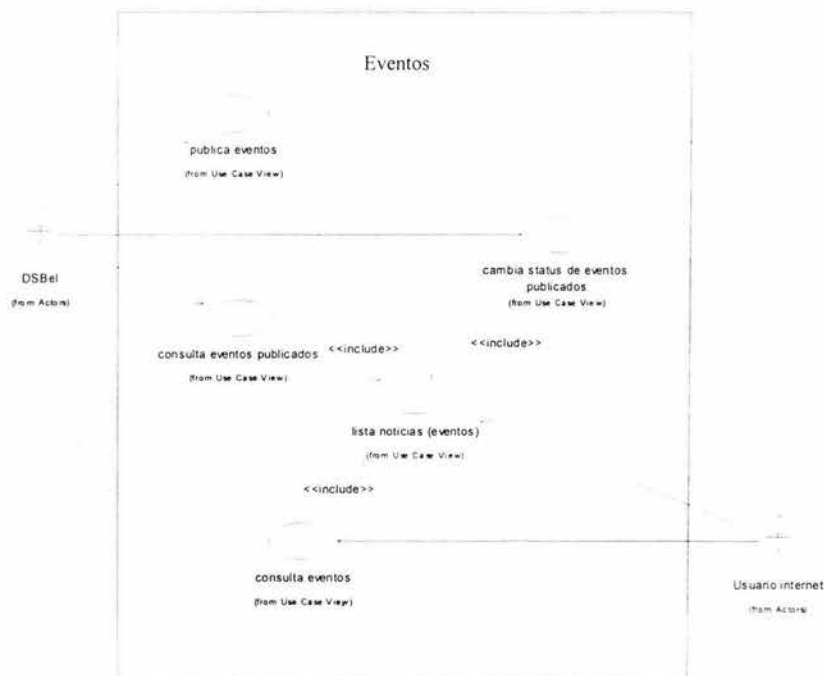 Eventos
publica eventos
(from Use Case View)
DSBel
(from Actors)
cambia status de eventos
publicados
(from Use Case View)
consulta eventos publicados
(from Use Case View)
<<include>>
<<include>>
lista noticias (eventos)
(from Use Case View)
<<include>>
consulta eventos
(from Use Case View)
Usuario internet
(from Actors)